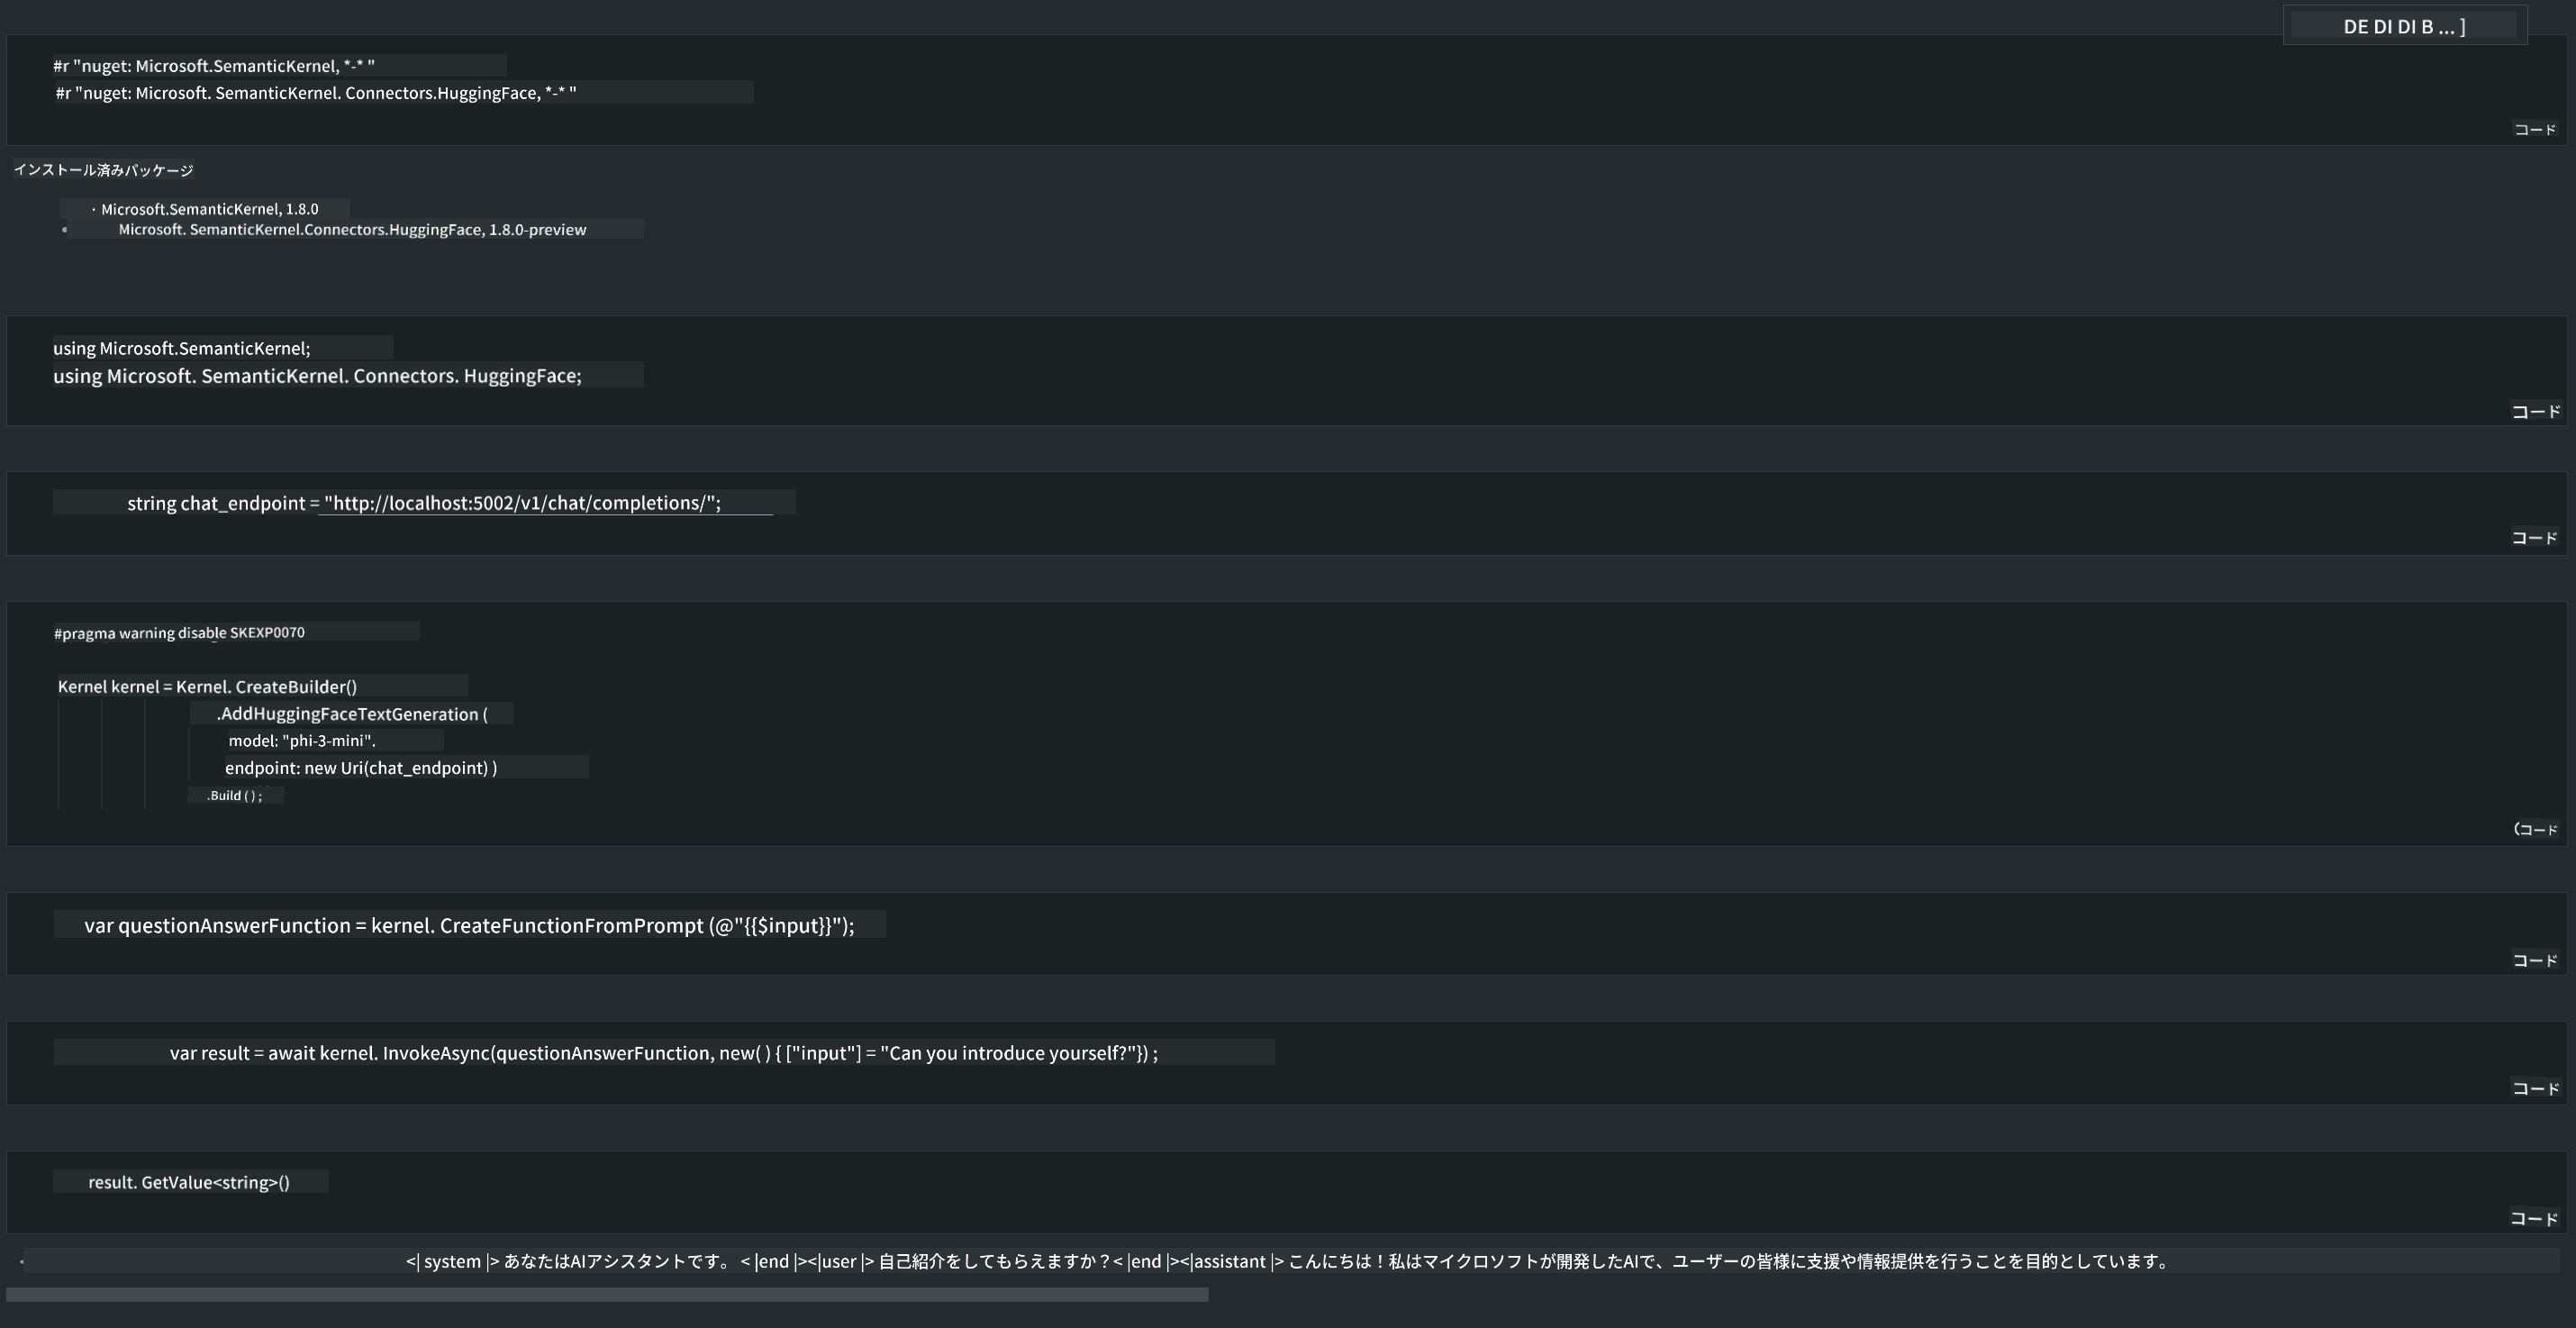 DE DI DI B ... ]
#r "nuget: Microsoft.SemanticKernel, *-* "
#r "nuget: Microsoft. SemanticKernel. Connectors.HuggingFace, *-* "
コード
インストール済みパッケージ
· Microsoft.SemanticKernel, 1.8.0
• Microsoft. SemanticKernel.Connectors.HuggingFace, 1.8.0-preview
using Microsoft.SemanticKernel;
using Microsoft. SemanticKernel. Connectors. HuggingFace;
コード
string chat_endpoint = "http://localhost:5002/v1/chat/completions/";
コード
#pragma warning disable SKEXP0070
Kernel kernel = Kernel. CreateBuilder()
.AddHuggingFaceTextGeneration (
model: "phi-3-mini".
endpoint: new Uri(chat_endpoint) )
.Build ( ) ;
(コード
var questionAnswerFunction = kernel. CreateFunctionFromPrompt (@"{{$input}}");
コード
var result = await kernel. InvokeAsync(questionAnswerFunction, new( ) { ["input"] = "Can you introduce yourself?"}) ;
コード
result. GetValue<string>()
コード
<| system |> あなたはAIアシスタントです。 < |end |><|user |> 自己紹介をしてもらえますか？< |end |><|assistant |> こんにちは！私はマイクロソフトが開発したAIで、ユーザーの皆様に支援や情報提供を行うことを目的としています。